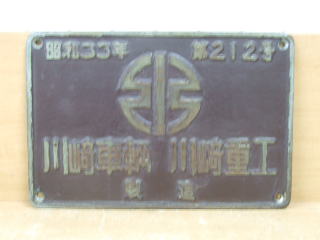 昭和33年 第212号
川崎車輌 川崎重工
製造